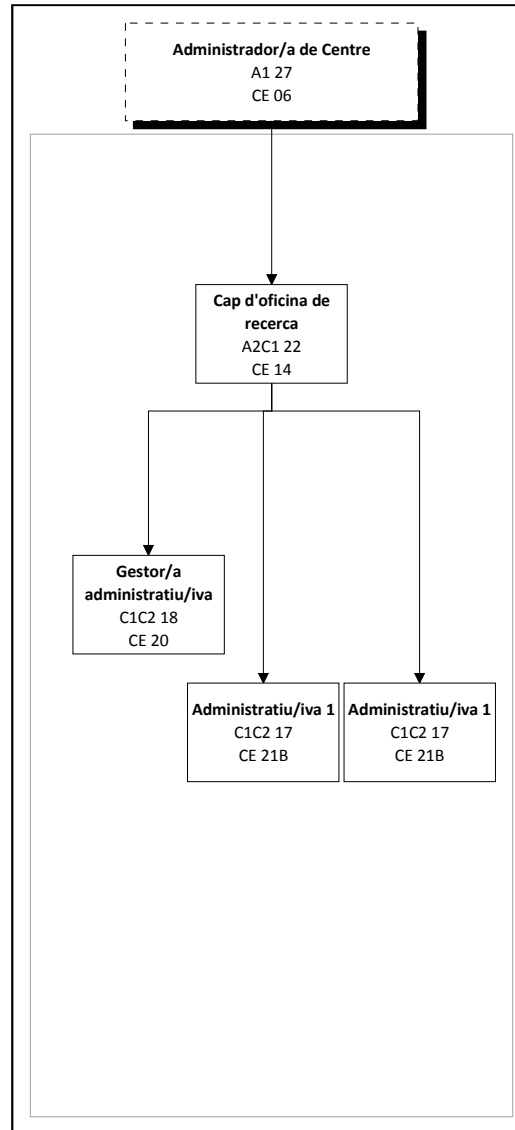 Administrador/a de Centre
A1 27
CE 06
Cap d'oficina de
recerca
A2C1 22
CE 14
Gestor/a
administratiu/iva
C1C2 18
CE 20
Administratiu/iva 1
C1C2 17
CE 21B
Administratiu/iva 1
C1C2 17
CE 21B